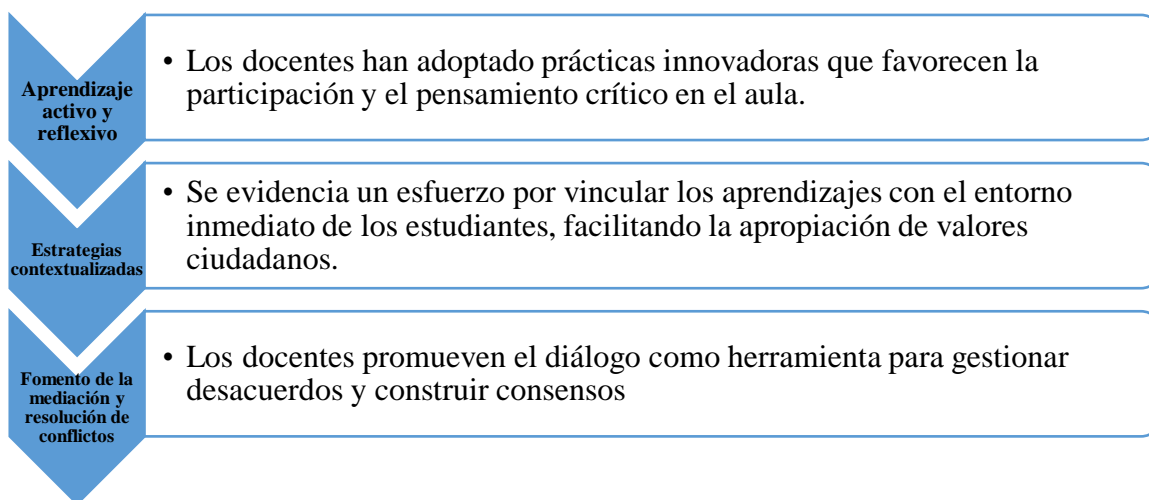 Aprendizaje
activo y
reflexivo
• Los docentes han adoptado prácticas innovadoras que favorecen la
participación y el pensamiento crítico en el aula.
Estrategias
contextualizadas
• Se evidencia un esfuerzo por vincular los aprendizajes con el entorno
inmediato de los estudiantes, facilitando la apropiación de valores
ciudadanos.
Fomento de la
mediación y
resolución de
conflictos
• Los docentes promueven el diálogo como herramienta para gestionar
desacuerdos y construir consensos